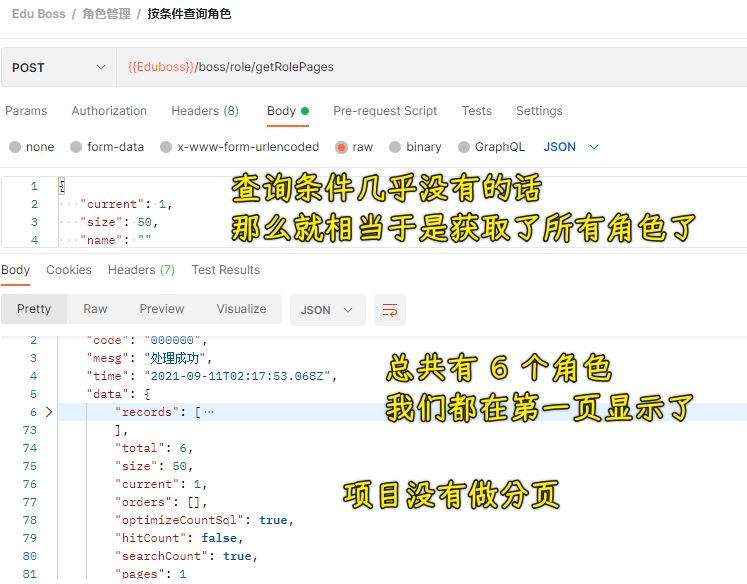 Edu Boss / 角色管理 / 按条件查询角色
POST {{Eduboss}}/boss/role/getRolePages
Params Authorization Headers (8) Body Pre-request Script Tests Settings
none form-data x-www-form-urlencoded raw binary GraphQL JSON
1 {
2 "current": 1,
3 "size": 50,
4 "name": ""
查询条件几乎没有的话
那么就相当于是获取了所有角色了
Body Cookies Headers (7) Test Results
Pretty Raw Preview Visualize JSON
2 "code": "000000",
3 "mesg": "处理成功",
4 "time": "2021-09-11T02:17:53.068Z",
5 "data": {
6 "records": [⋯
73 ],
74 "total": 6,
75 "size": 50,
76 "current": 1,
77 "orders": [],
78 "optimizeCountSql": true,
79 "hitCount": false,
80 "searchCount": true,
81 "pages": 1
总共有 6 个角色
我们都在第一页显示了
项目没有做分页